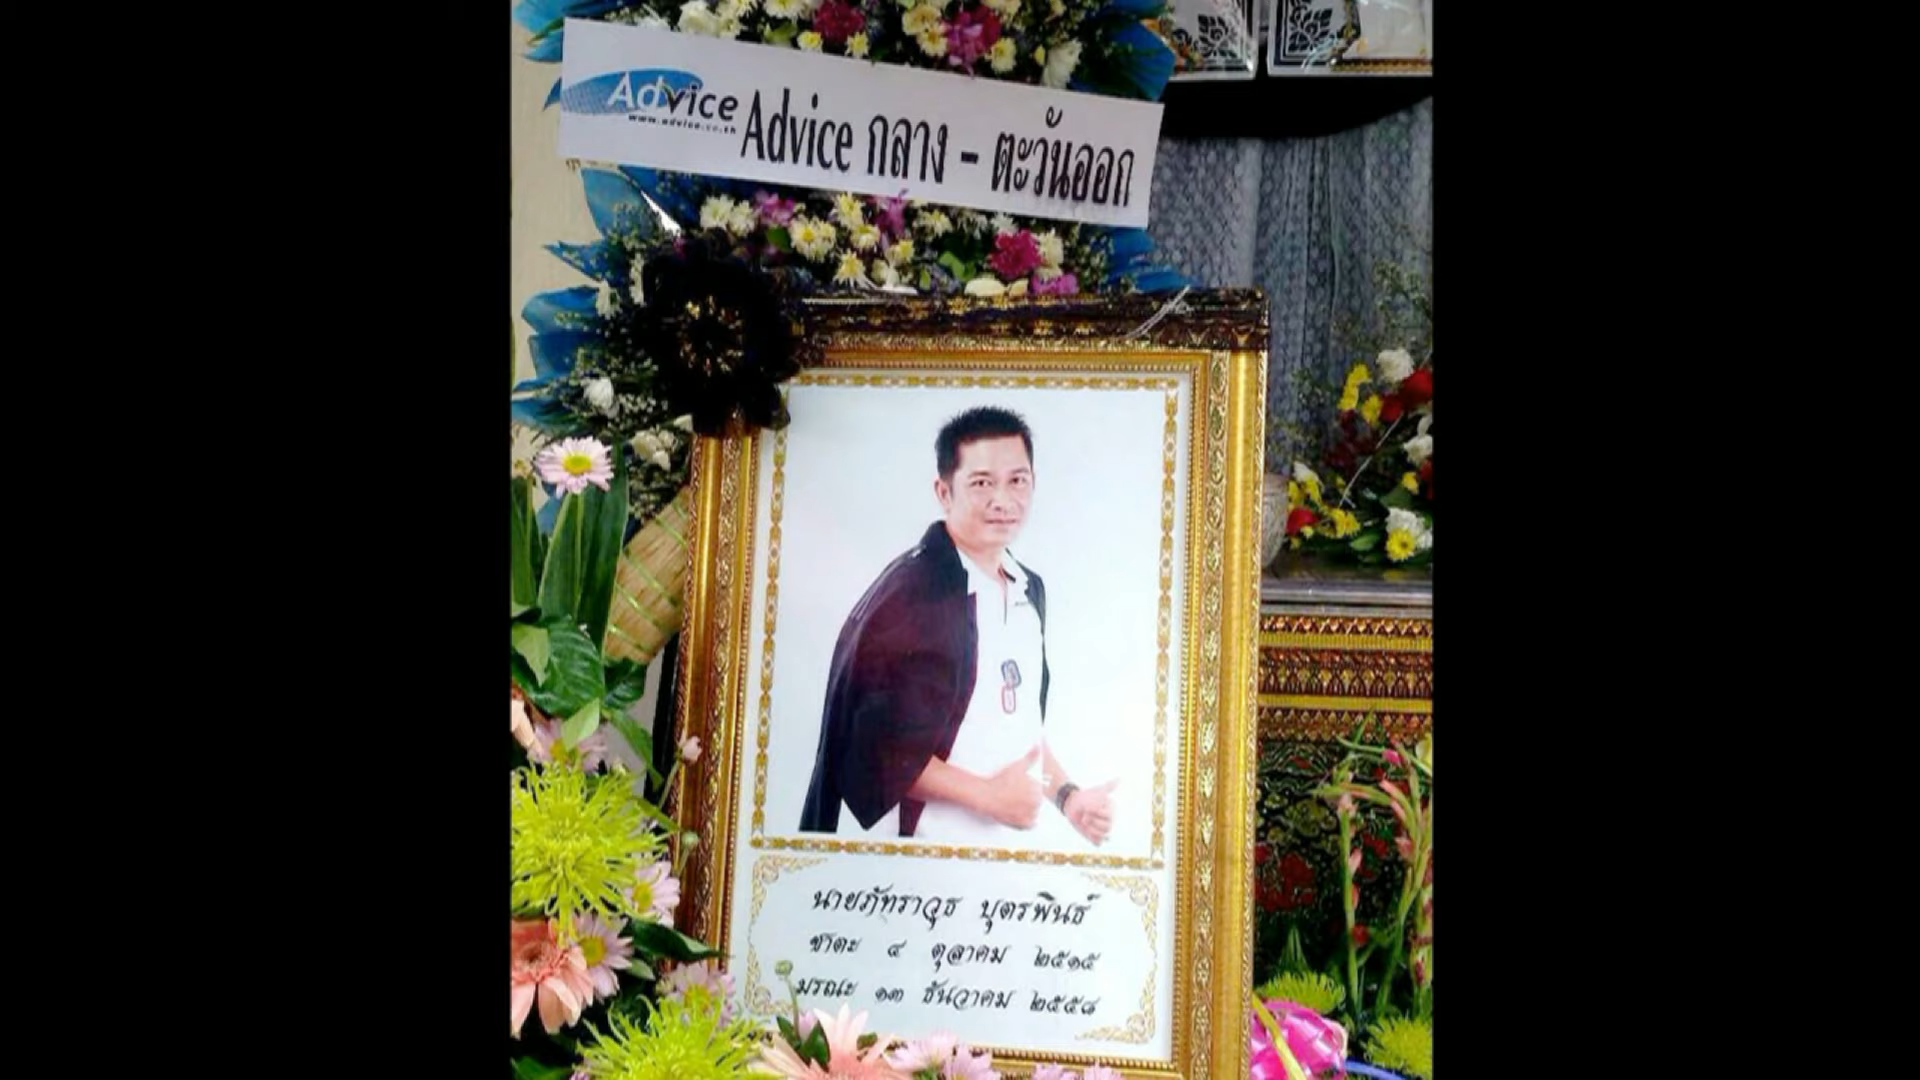 Advice
www.advice.co.th
Advice กลาง - ตะวันออก
นายภัทราวุธ บุตรพินธ์
ชาตะ ๔ ตุลาคม ๒๕๑๕
มรณะ ๑๓ ธันวาคม ๒๕๕๘